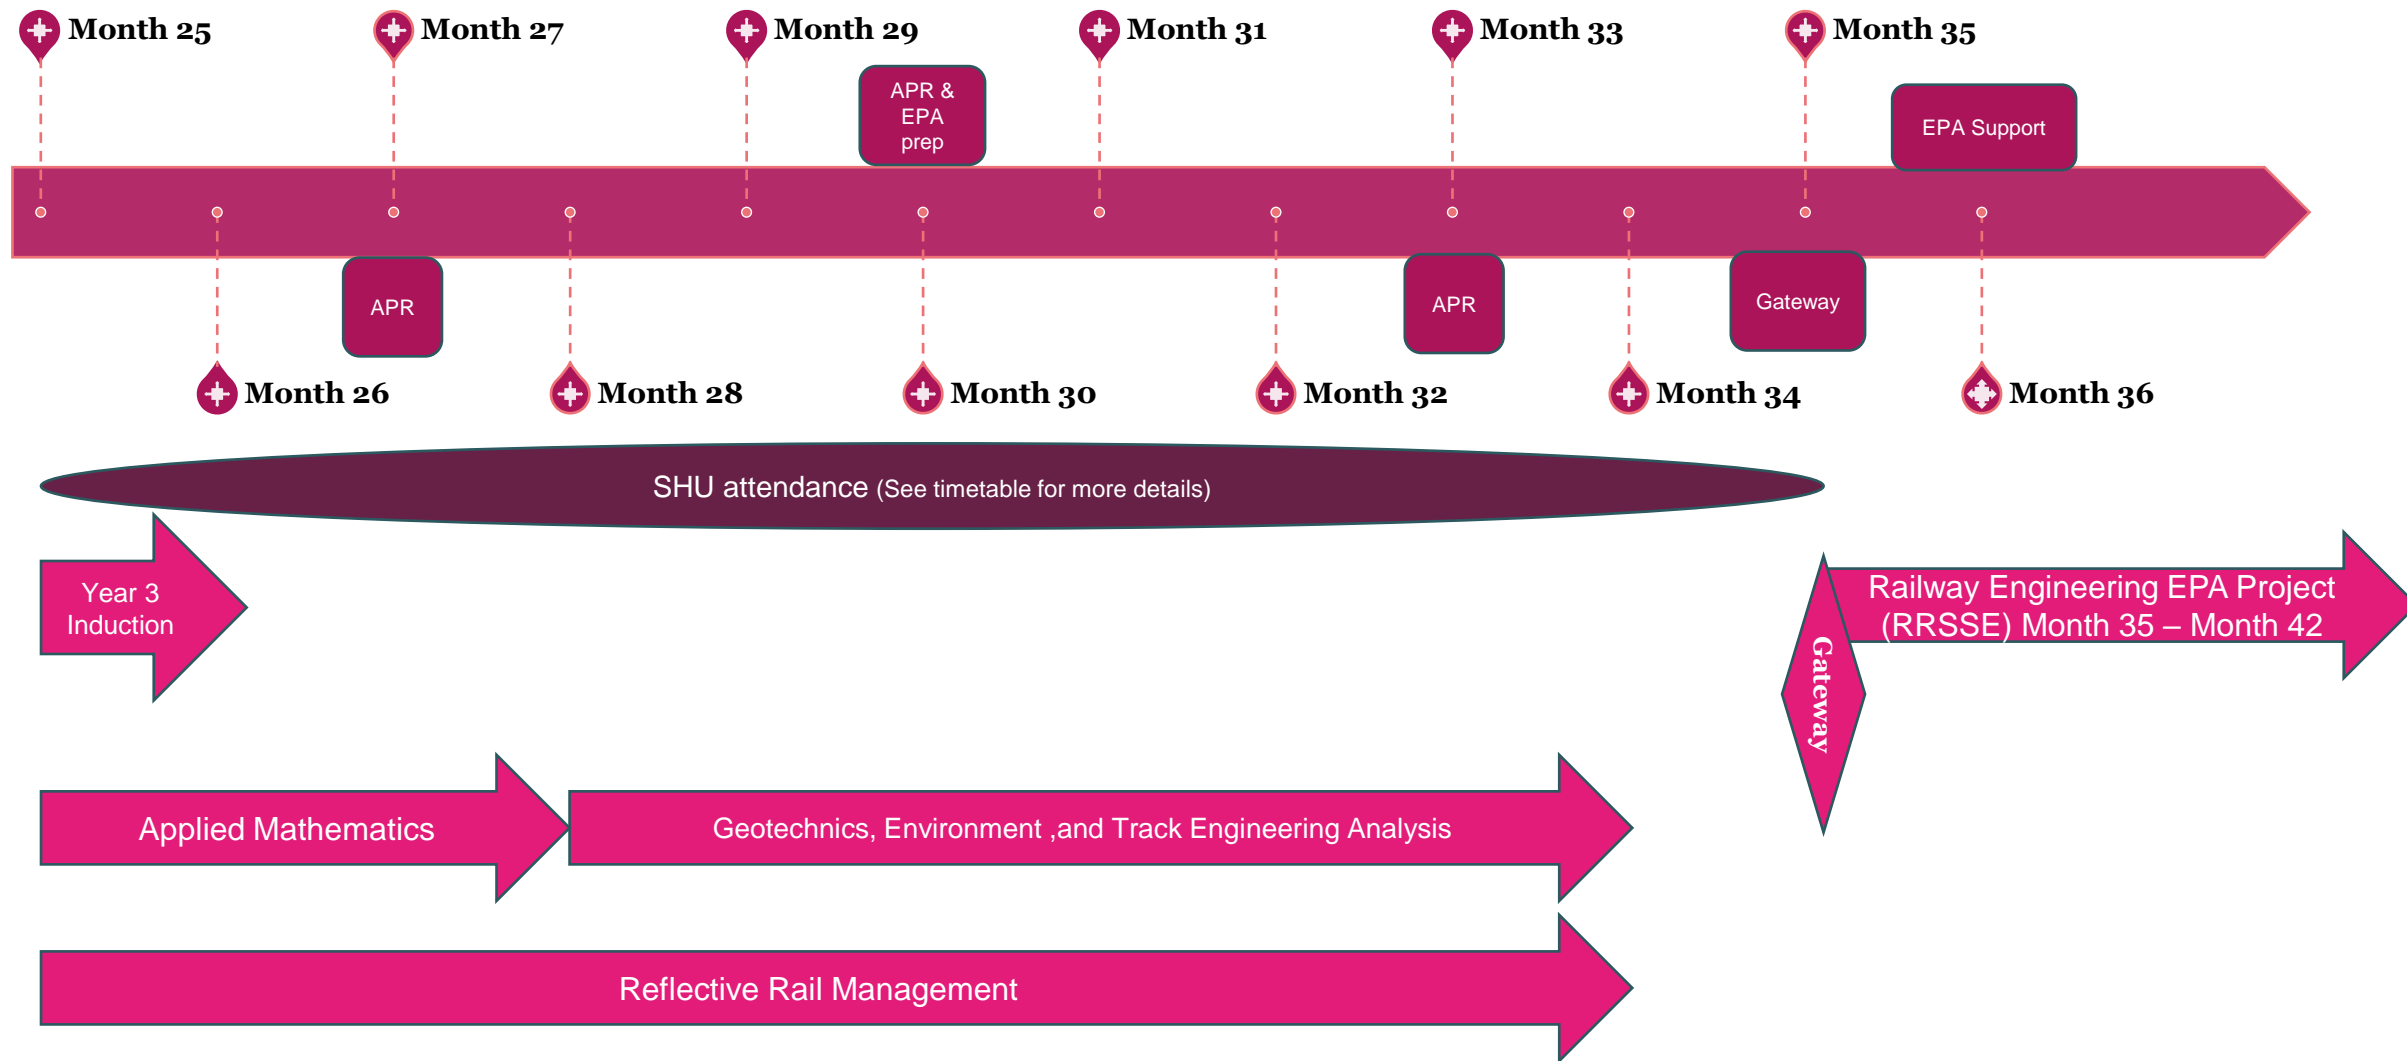 Month 25
Month 27
Month 29
Month 31
Month 33
Month 35
APR &
EPA
prep
EPA Support
APR
APR
Gateway
Month 26
Month 28
Month 30
Month 32
Month 34
Month 36
SHU attendance (See timetable for more details)
Year 3
Induction
Railway Engineering EPA Project
(RRSSE) Month 35 – Month 42
Gateway
Applied Mathematics
Geotechnics, Environment ,and Track Engineering Analysis
Reflective Rail Management